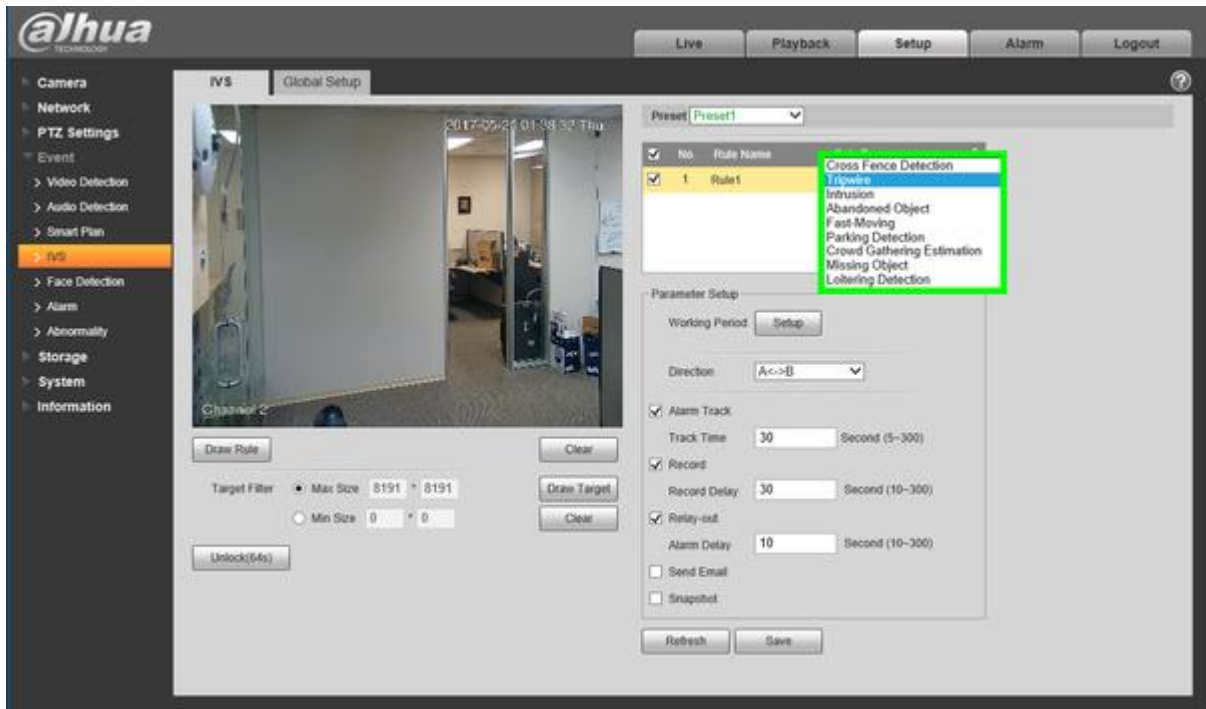 alhua
TECHNOLOGY
Live
Playback
Setup
Alarm
Logout
Camera
Network
PTZ Settings
Event
> Video Detection
> Audio Detection
> Smart Plan
> IVS
> Face Detection
> Alarm
> Abnormality
Storage
System
Information
IVS
Global Setup
?
2017-05-2 01:38:32 Thu
Channel 2
Draw Rule
Clear
Target Filter
Max Size 8191 * 8191
Draw Target
Min Size 0 * 0
Clear
Unlock(64s)
Preset Preset1
No. Rule Name
1 Rule1
Cross Fence Detection
Tripwire
Intrusion
Abandoned Object
Fast-Moving
Parking Detection
Crowd Gathering Estimation
Missing Object
Loitering Detection
Parameter Setup
Working Period Setup
Direction A<->B
Alarm Track
Track Time 30 Second (5~300)
Record
Record Delay 30 Second (10~300)
Relay-out
Alarm Delay 10 Second (10~300)
Send Email
Snapshot
Refresh
Save